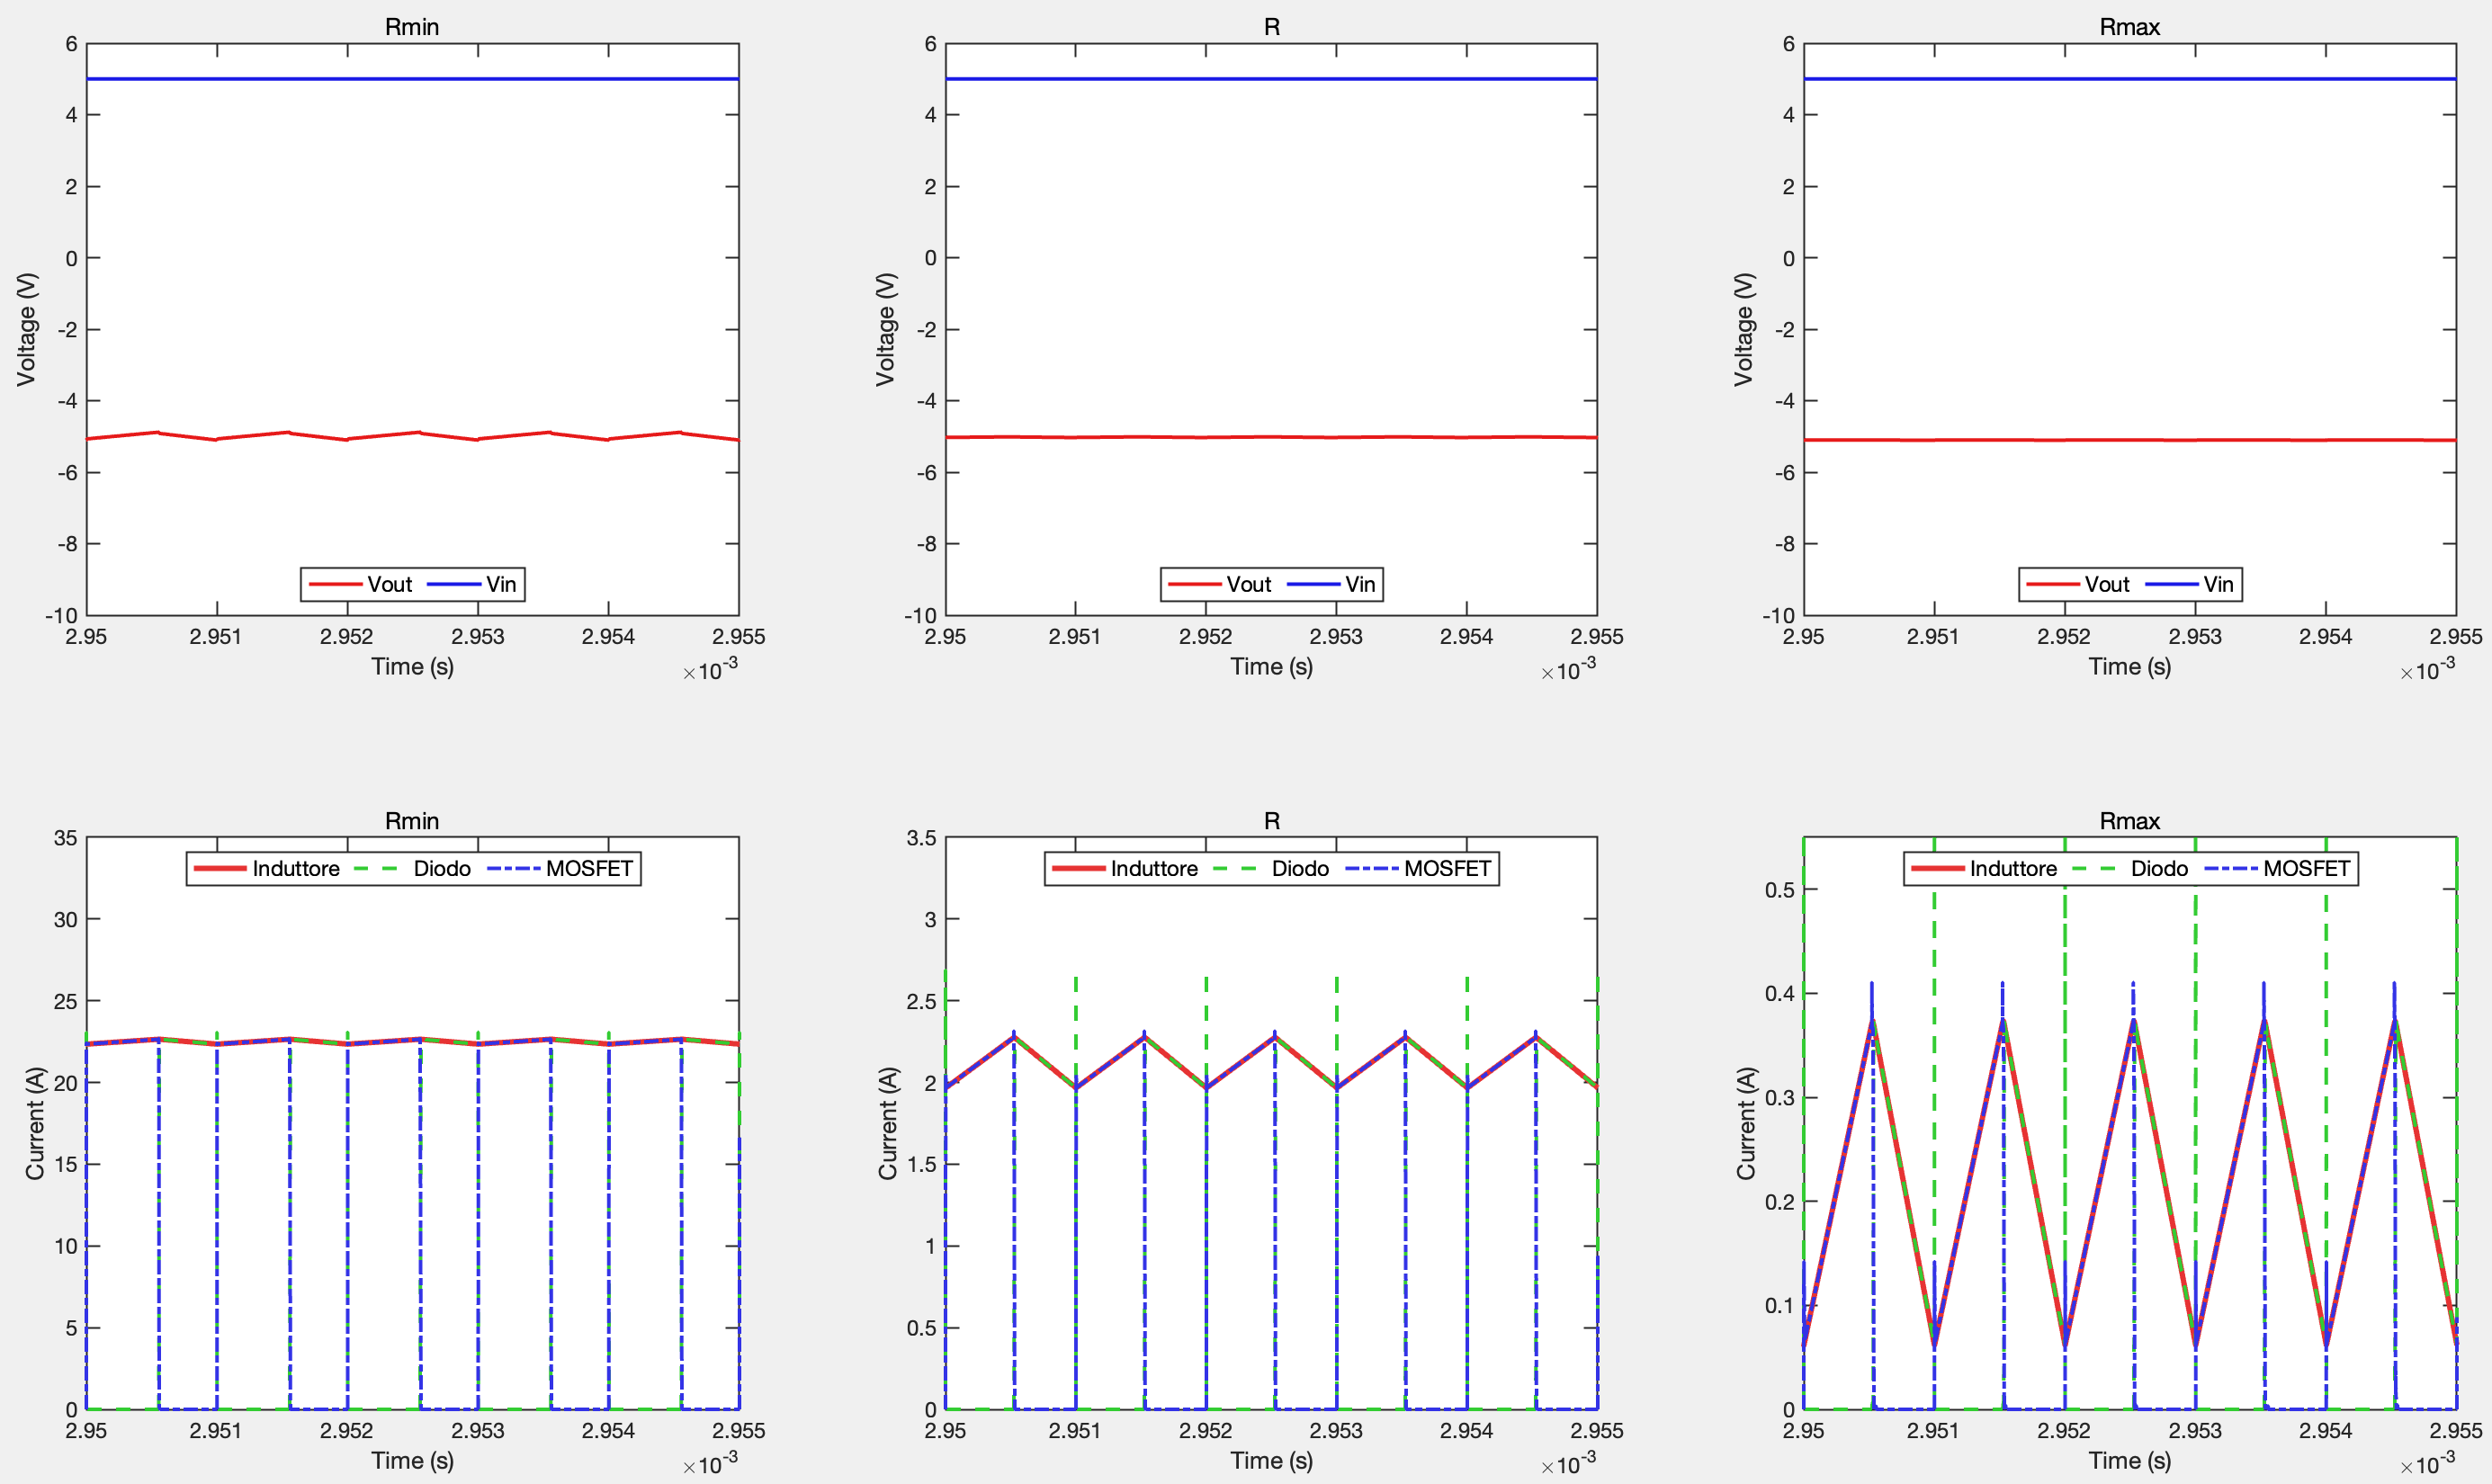 Rmin
6
4
2
0
-2
-4
-6
-8
-10
Voltage (V)
Vout Vin
2.95 2.951 2.952 2.953 2.954 2.955
Time (s)
×10-3
R
6
4
2
0
-2
-4
-6
-8
-10
Voltage (V)
Vout Vin
2.95 2.951 2.952 2.953 2.954 2.955
Time (s)
×10-3
Rmax
6
4
2
0
-2
-4
-6
-8
-10
Voltage (V)
Vout Vin
2.95 2.951 2.952 2.953 2.954 2.955
Time (s)
×10-3
Rmin
35
30
25
20
15
10
5
0
Current (A)
Induttore Diodo MOSFET
2.95 2.951 2.952 2.953 2.954 2.955
Time (s)
×10-3
R
3.5
3
2.5
2
1.5
1
0.5
0
Current (A)
Induttore Diodo MOSFET
2.95 2.951 2.952 2.953 2.954 2.955
Time (s)
×10-3
Rmax
0.5
0.4
0.3
0.2
0.1
0
Current (A)
Induttore Diodo MOSFET
2.95 2.951 2.952 2.953 2.954 2.955
Time (s)
×10-3